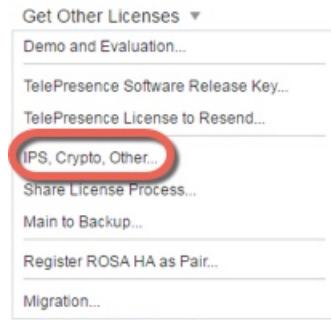 Get Other Licenses ▼
Demo and Evaluation...
TelePresence Software Release Key...
TelePresence License to Resend...
IPS, Crypto, Other...
Share License Process...
Main to Backup...
Register ROSA HA as Pair...
Migration...